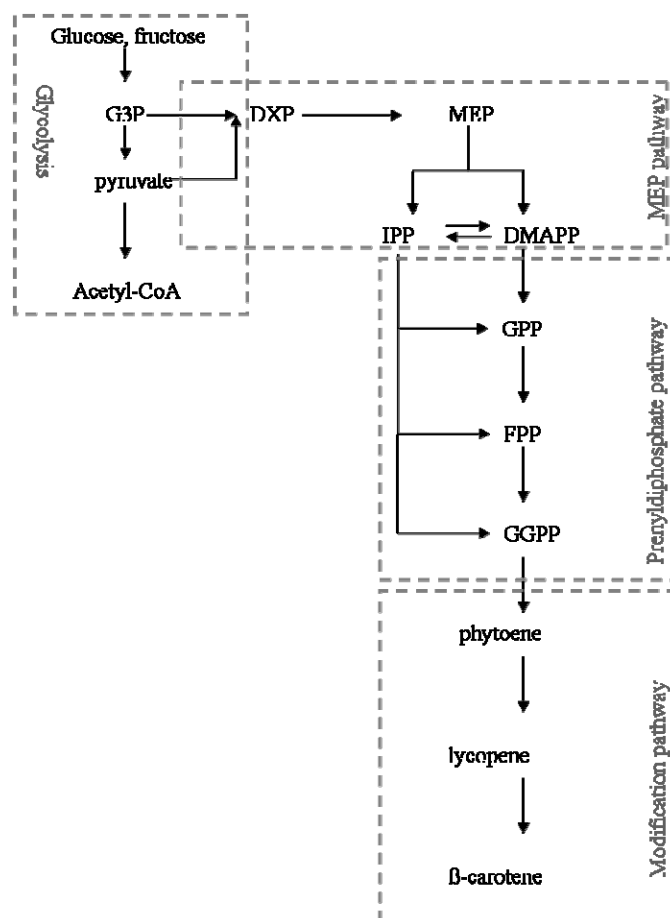 Glucose, fructose
Glycolysis
G3P
DXP
MEP
MEP pathway
pyruvale
IPP
DMAPP
Acetyl-CoA
GPP
Prenyldiphosphate pathway
FPP
GGPP
phytoene
Modification pathway
lycopene
ß-carotene